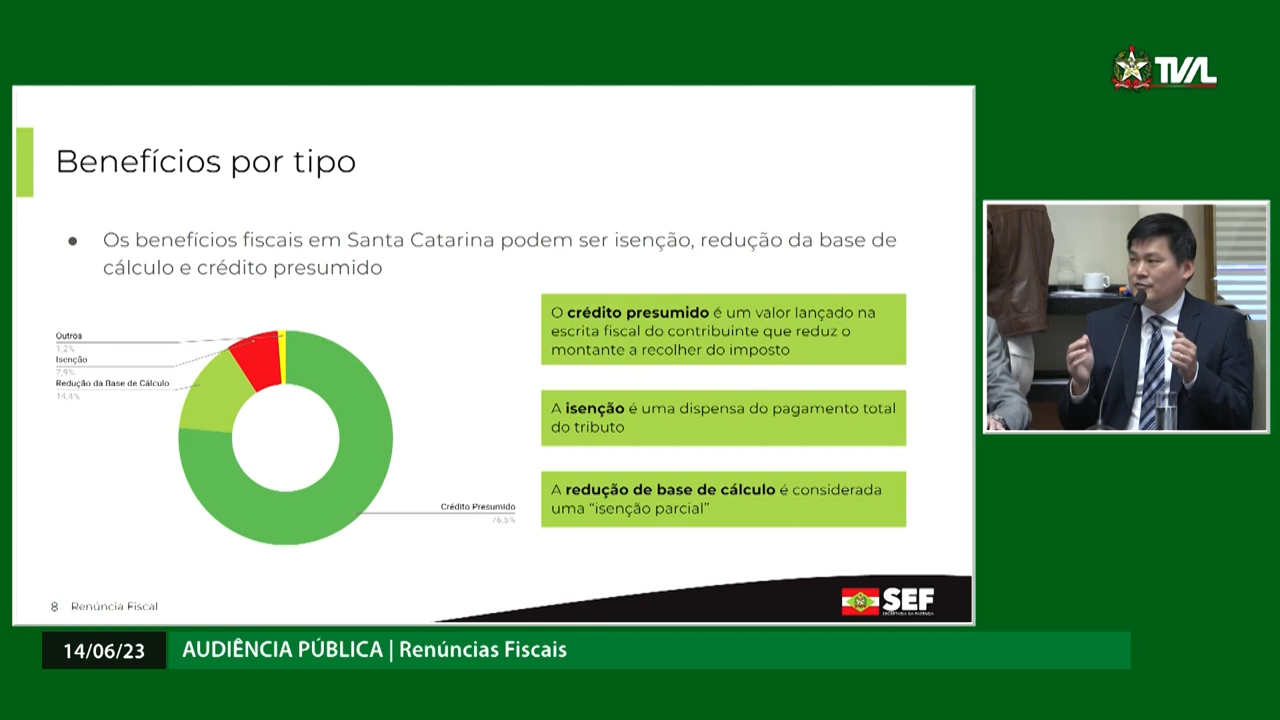 TVAL
Benefícios por tipo
● Os benefícios fiscais em Santa Catarina podem ser isenção, redução da base de
cálculo e crédito presumido
Outros
1,2%
Isenção
7,9%
Redução da Base de Cálculo
14,4%
Crédito Presumido
76,5%
O crédito presumido é um valor lançado na
escrita fiscal do contribuinte que reduz o
montante a recolher do imposto
A isenção é uma dispensa do pagamento total
do tributo
A redução de base de cálculo é considerada
uma “isenção parcial”
8 Renúncia Fiscal
SEF
SECRETARIA DA FAZENDA
14/06/23
AUDIÊNCIA PÚBLICA | Renúncias Fiscais